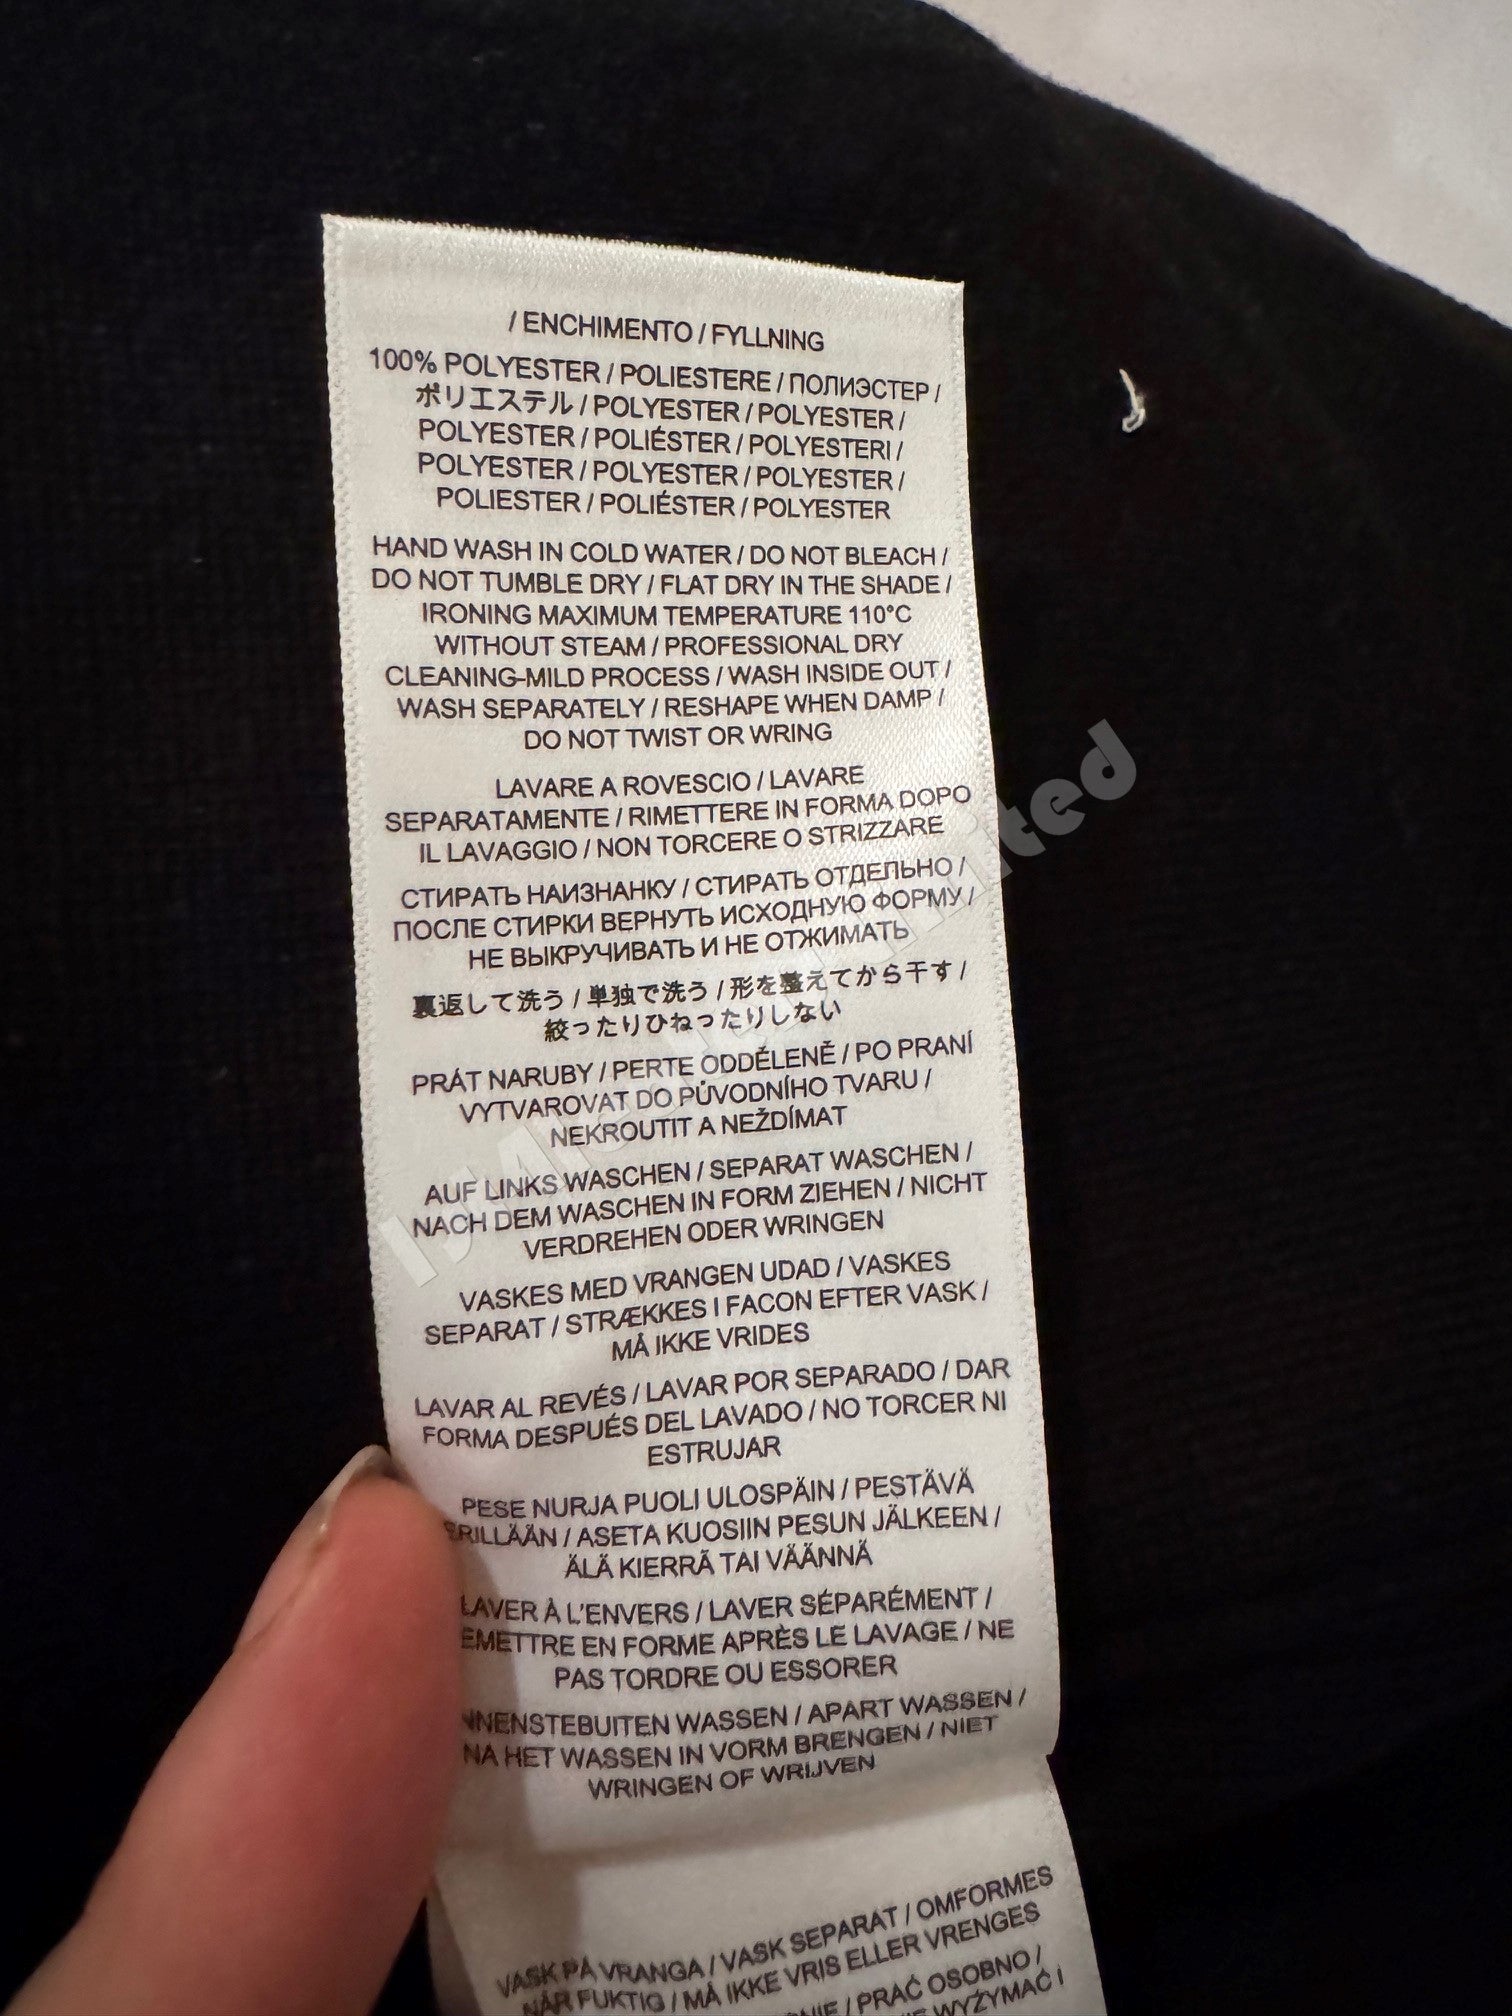 / ENCHIMENTO / FYLLNING
100% POLYESTER / POLIESTERE / ПОЛИЭСТЕР /
ポリエステル / POLYESTER / POLYESTER /
POLYESTER / POLIÉSTER / POLYESTERI /
POLYESTER / POLYESTER / POLYESTER /
POLIESTER / POLIÉSTER / POLYESTER
HAND WASH IN COLD WATER / DO NOT BLEACH /
DO NOT TUMBLE DRY / FLAT DRY IN THE SHADE /
IRONING MAXIMUM TEMPERATURE 110°C
WITHOUT STEAM / PROFESSIONAL DRY
CLEANING-MILD PROCESS / WASH INSIDE OUT /
WASH SEPARATELY / RESHAPE WHEN DAMP /
DO NOT TWIST OR WRING
LAVARE A ROVESCIO / LAVARE
SEPARATAMENTE / RIMETTERE IN FORMA DOPO
IL LAVAGGIO / NON TORCERE O STRIZZARE
СТИРАТЬ НАИЗНАНКУ / СТИРАТЬ ОТДЕЛЬНО /
ПОСЛЕ СТИРКИ ВЕРНУТЬ ИСХОДНУЮ ФОРМУ /
НЕ ВЫКРУЧИВАТЬ И НЕ ОТЖИМАТЬ
裏返して洗う / 単独で洗う / 形を整えてから干す /
絞ったりひねったりしない
PRÁT NARUBY / PERTE ODDĚLENĚ / PO PRANÍ
VYTVAROVAT DO PŮVODNÍHO TVARU /
NEKROUTIT A NEŽDÍMAT
AUF LINKS WASCHEN / SEPARAT WASCHEN /
NACH DEM WASCHEN IN FORM ZIEHEN / NICHT
VERDREHEN ODER WRINGEN
VASKES MED VRANGEN UDAD / VASKES
SEPARAT / STRÆKKES I FACON EFTER VASK /
MÅ IKKE VRIDES
LAVAR AL REVÉS / LAVAR POR SEPARADO / DAR
FORMA DESPUÉS DEL LAVADO / NO TORCER NI
ESTRUJAR
PESE NURJA PUOLI ULOSPÄIN / PESTÄVÄ
ERILLÄÄN / ASETA KUOSIIN PESUN JÄLKEEN /
ÄLÄ KIERRÄ TAI VÄÄNNÄ
LAVER À L'ENVERS / LAVER SÉPARÉMENT /
EMETTRE EN FORME APRÈS LE LAVAGE / NE
PAS TORDRE OU ESSORER
NNENSTEBUITEN WASSEN / APART WASSEN /
NA HET WASSEN IN VORM BRENGEN / NIET
WRINGEN OF WRIJVEN
VASK PÅ VRANGA / VASK SEPARAT / OMFORMES
NÅR FUKTIG / MÅ IKKE VRIS ELLER VRENGES
/ PRAĆ OSOBNO /
WYŻYMAĆ I